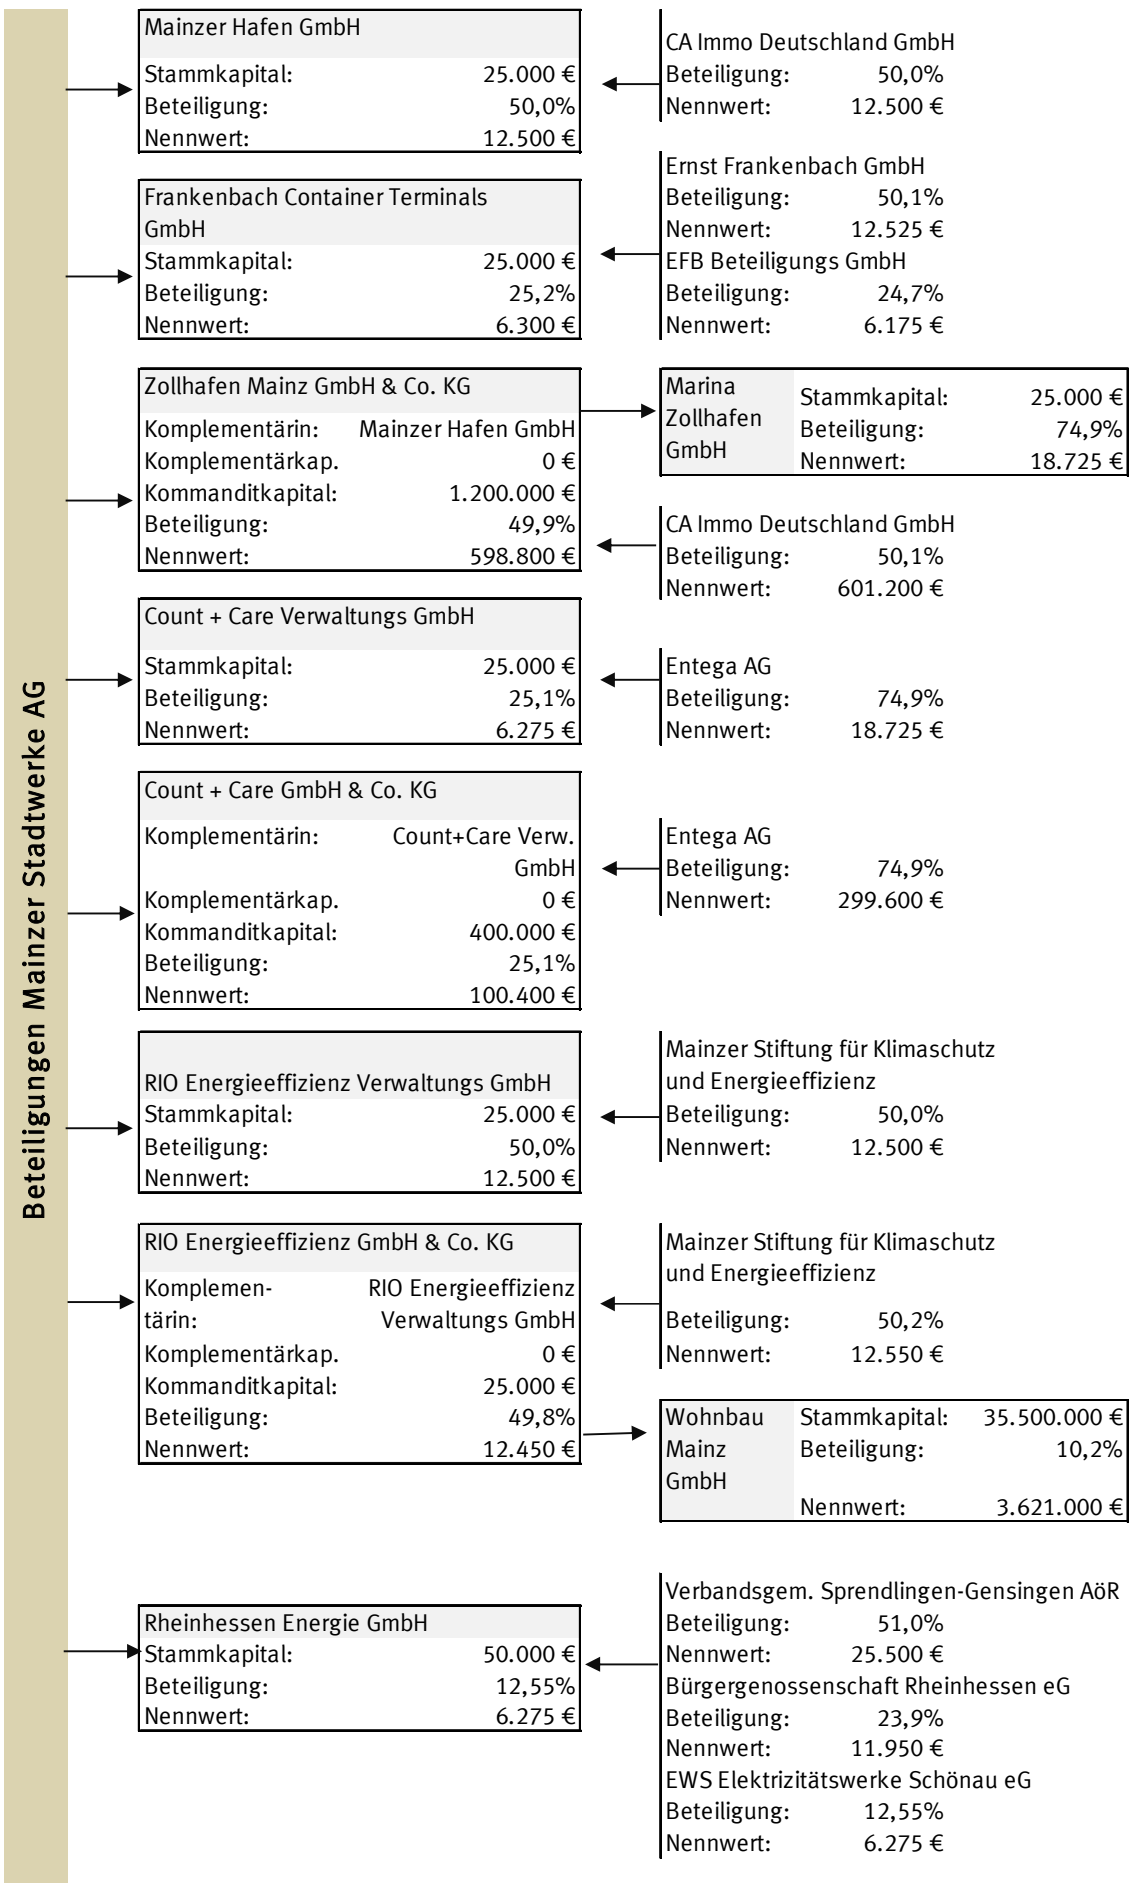 Beteiligungen Mainzer Stadtwerke AG
Mainzer Hafen GmbH
Stammkapital: 25.000 €
Beteiligung: 50,0%
Nennwert: 12.500 €
CA Immo Deutschland GmbH
Beteiligung: 50,0%
Nennwert: 12.500 €
Frankenbach Container Terminals
GmbH
Stammkapital: 25.000 €
Beteiligung: 25,2%
Nennwert: 6.300 €
Ernst Frankenbach GmbH
Beteiligung: 50,1%
Nennwert: 12.525 €
EFB Beteiligungs GmbH
Beteiligung: 24,7%
Nennwert: 6.175 €
Zollhafen Mainz GmbH & Co. KG
Komplementärin: Mainzer Hafen GmbH
Komplementärkap. 0 €
Kommanditkapital: 1.200.000 €
Beteiligung: 49,9%
Nennwert: 598.800 €
Marina
Zollhafen
GmbH
Stammkapital: 25.000 €
Beteiligung: 74,9%
Nennwert: 18.725 €
CA Immo Deutschland GmbH
Beteiligung: 50,1%
Nennwert: 601.200 €
Count + Care Verwaltungs GmbH
Stammkapital: 25.000 €
Beteiligung: 25,1%
Nennwert: 6.275 €
Entega AG
Beteiligung: 74,9%
Nennwert: 18.725 €
Count + Care GmbH & Co. KG
Komplementärin: Count+Care Verw.
GmbH
Komplementärkap. 0 €
Kommanditkapital: 400.000 €
Beteiligung: 25,1%
Nennwert: 100.400 €
Entega AG
Beteiligung: 74,9%
Nennwert: 299.600 €
RIO Energieeffizienz Verwaltungs GmbH
Stammkapital: 25.000 €
Beteiligung: 50,0%
Nennwert: 12.500 €
Mainzer Stiftung für Klimaschutz
und Energieeffizienz
Beteiligung: 50,0%
Nennwert: 12.500 €
RIO Energieeffizienz GmbH & Co. KG
Komplemen- RIO Energieeffizienz
tärin: Verwaltungs GmbH
Komplementärkap. 0 €
Kommanditkapital: 25.000 €
Beteiligung: 49,8%
Nennwert: 12.450 €
Mainzer Stiftung für Klimaschutz
und Energieeffizienz
Beteiligung: 50,2%
Nennwert: 12.550 €
Wohnbau
Mainz
GmbH
Stammkapital: 35.500.000 €
Beteiligung: 10,2%
Nennwert: 3.621.000 €
Rheinhessen Energie GmbH
Stammkapital: 50.000 €
Beteiligung: 12,55%
Nennwert: 6.275 €
Verbandsgem. Sprendlingen-Gensingen AöR
Beteiligung: 51,0%
Nennwert: 25.500 €
Bürgergenossenschaft Rheinhessen eG
Beteiligung: 23,9%
Nennwert: 11.950 €
EWS Elektrizitätswerke Schönau eG
Beteiligung: 12,55%
Nennwert: 6.275 €